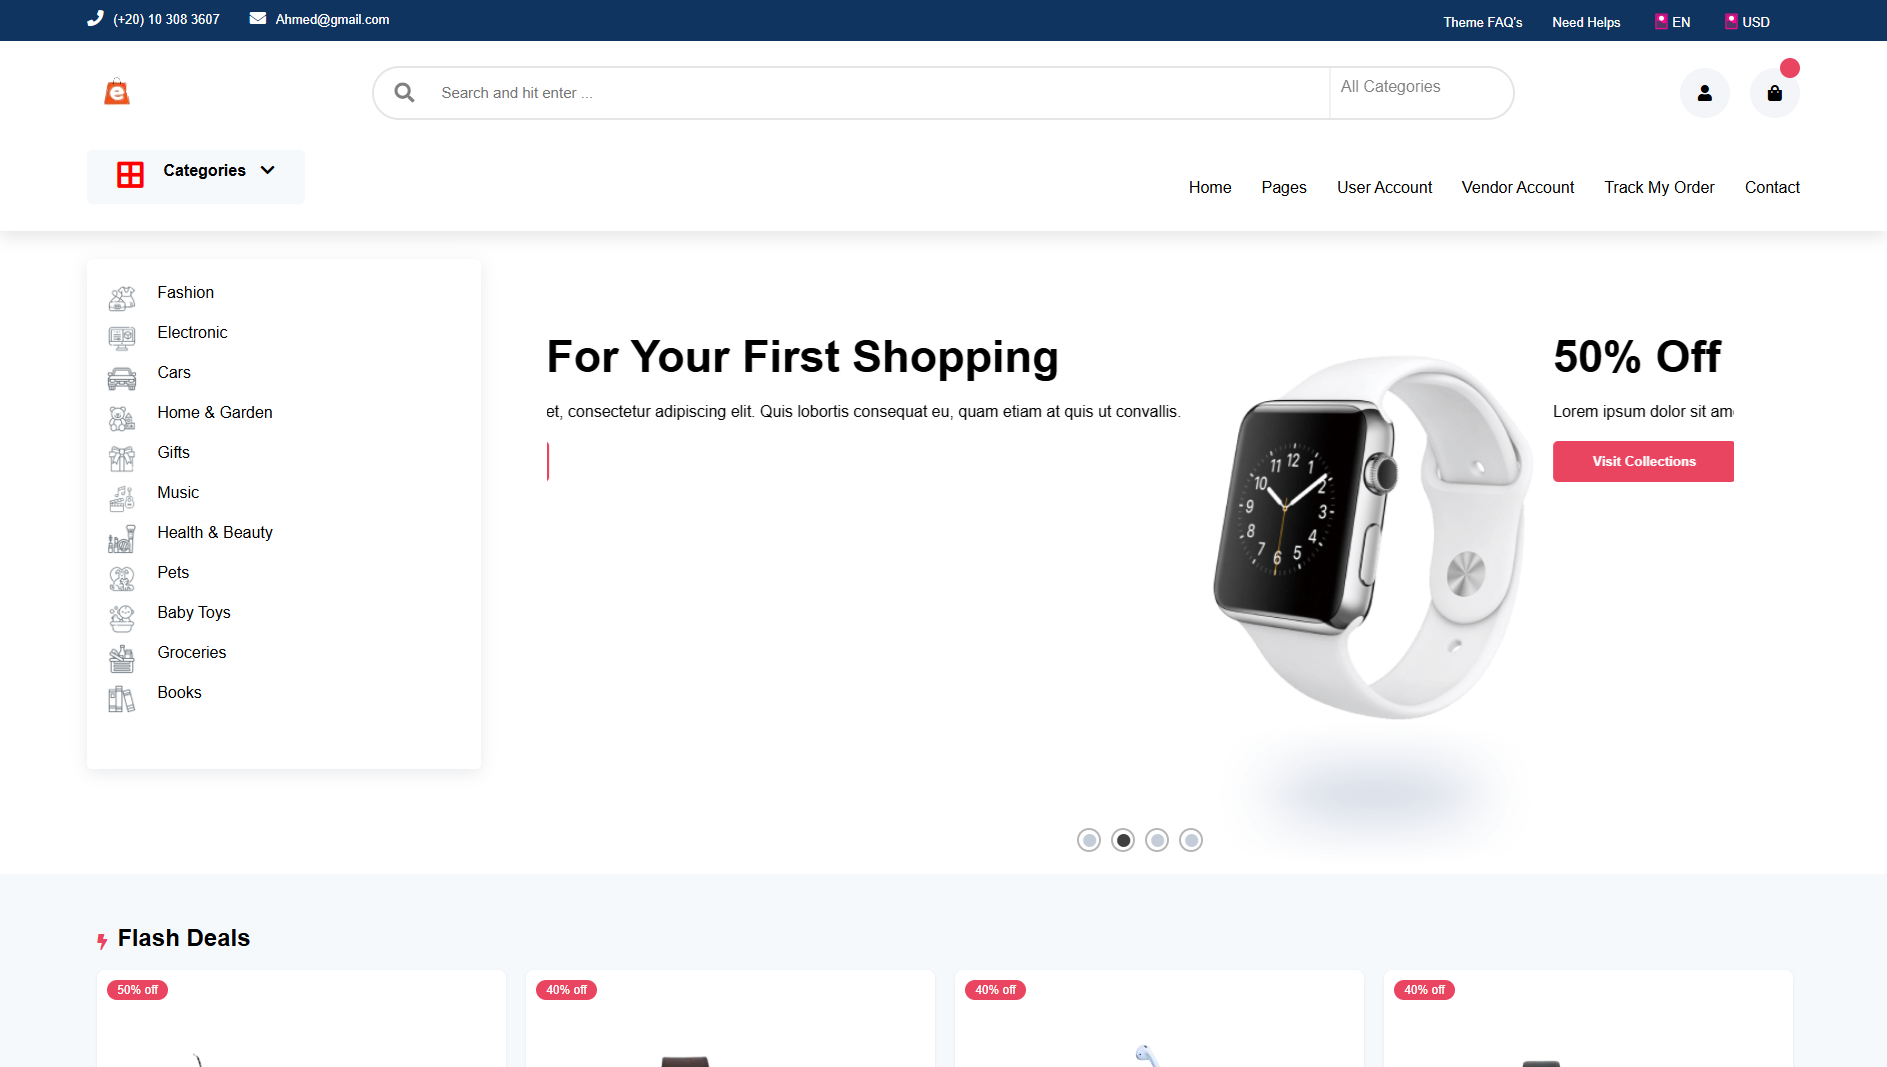 (+20) 10 308 3607
Ahmed@gmail.com
Theme FAQ's
Need Helps
EN
USD
e
Search and hit enter ...
All Categories
Categories
Home
Pages
User Account
Vendor Account
Track My Order
Contact
Fashion
Electronic
Cars
Home & Garden
Gifts
Music
Health & Beauty
Pets
Baby Toys
Groceries
Books
For Your First Shopping
et, consectetur adipiscing elit. Quis lobortis consequat eu, quam etiam at quis ut convallis.
12
1
2
3
4
5
6
7
8
9
10
11
50% Off
Lorem ipsum dolor sit am
Visit Collections
Flash Deals
50% off
40% off
40% off
40% off